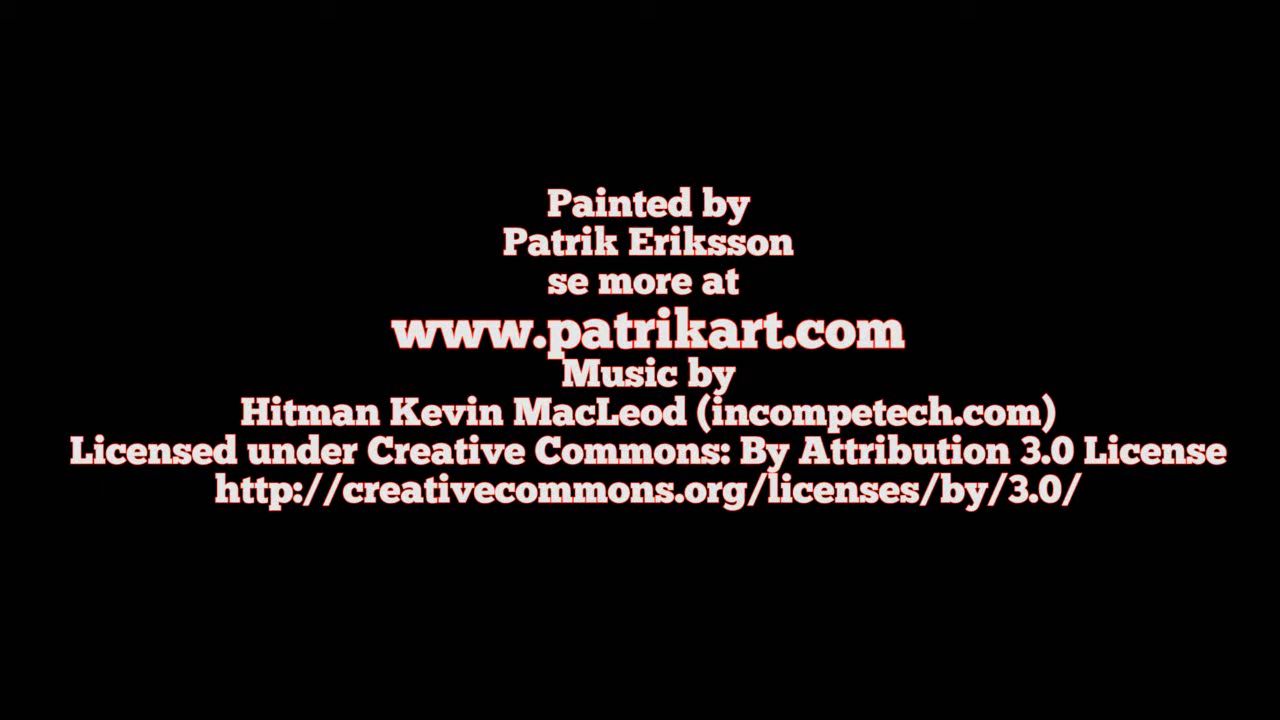 Painted by
Patrik Eriksson
se more at
www.patrikart.com
Music by
Hitman Kevin MacLeod (incompetech.com)
Licensed under Creative Commons: By Attribution 3.0 License
http://creativecommons.org/licenses/by/3.0/